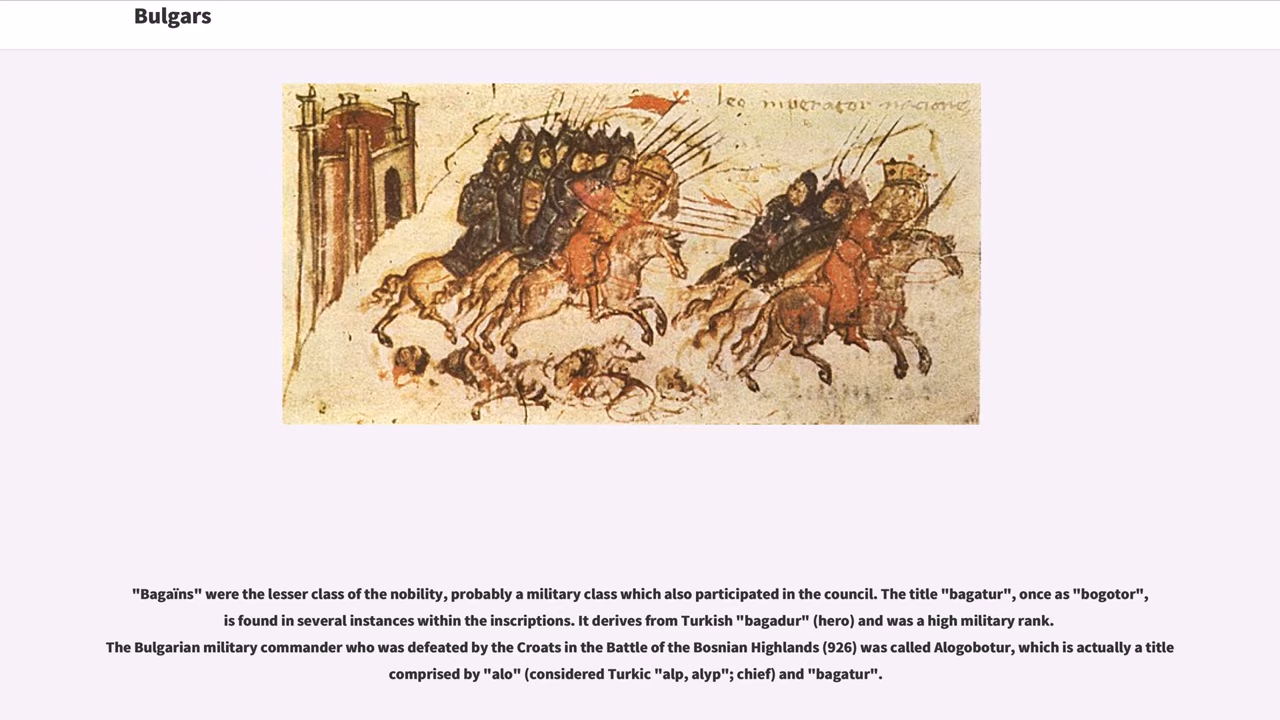 Bulgars
leo imperator
"Bagaïns" were the lesser class of the nobility, probably a military class which also participated in the council. The title "bagatur", once as "bogotor",
is found in several instances within the inscriptions. It derives from Turkish "bagadur" (hero) and was a high military rank.
The Bulgarian military commander who was defeated by the Croats in the Battle of the Bosnian Highlands (926) was called Alogobotur, which is actually a title
comprised by "alo" (considered Turkic "alp, alyp"; chief) and "bagatur".